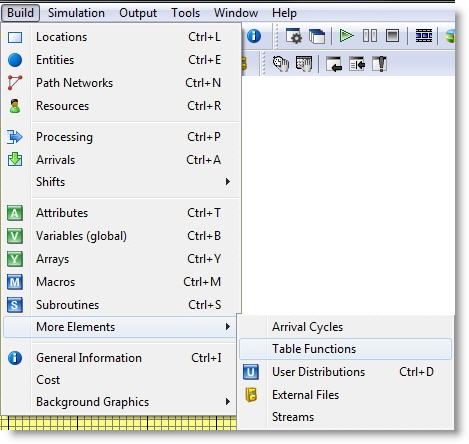 Build Simulation Output Tools Window Help
Locations Ctrl+L
Entities Ctrl+E
Path Networks Ctrl+N
Resources Ctrl+R
Processing Ctrl+P
Arrivals Ctrl+A
Shifts
A Attributes Ctrl+T
V Variables (global) Ctrl+B
V Arrays Ctrl+Y
M Macros Ctrl+M
S Subroutines Ctrl+S
More Elements
General Information Ctrl+I
Cost
Background Graphics
Arrival Cycles
Table Functions
U User Distributions Ctrl+D
External Files
Streams